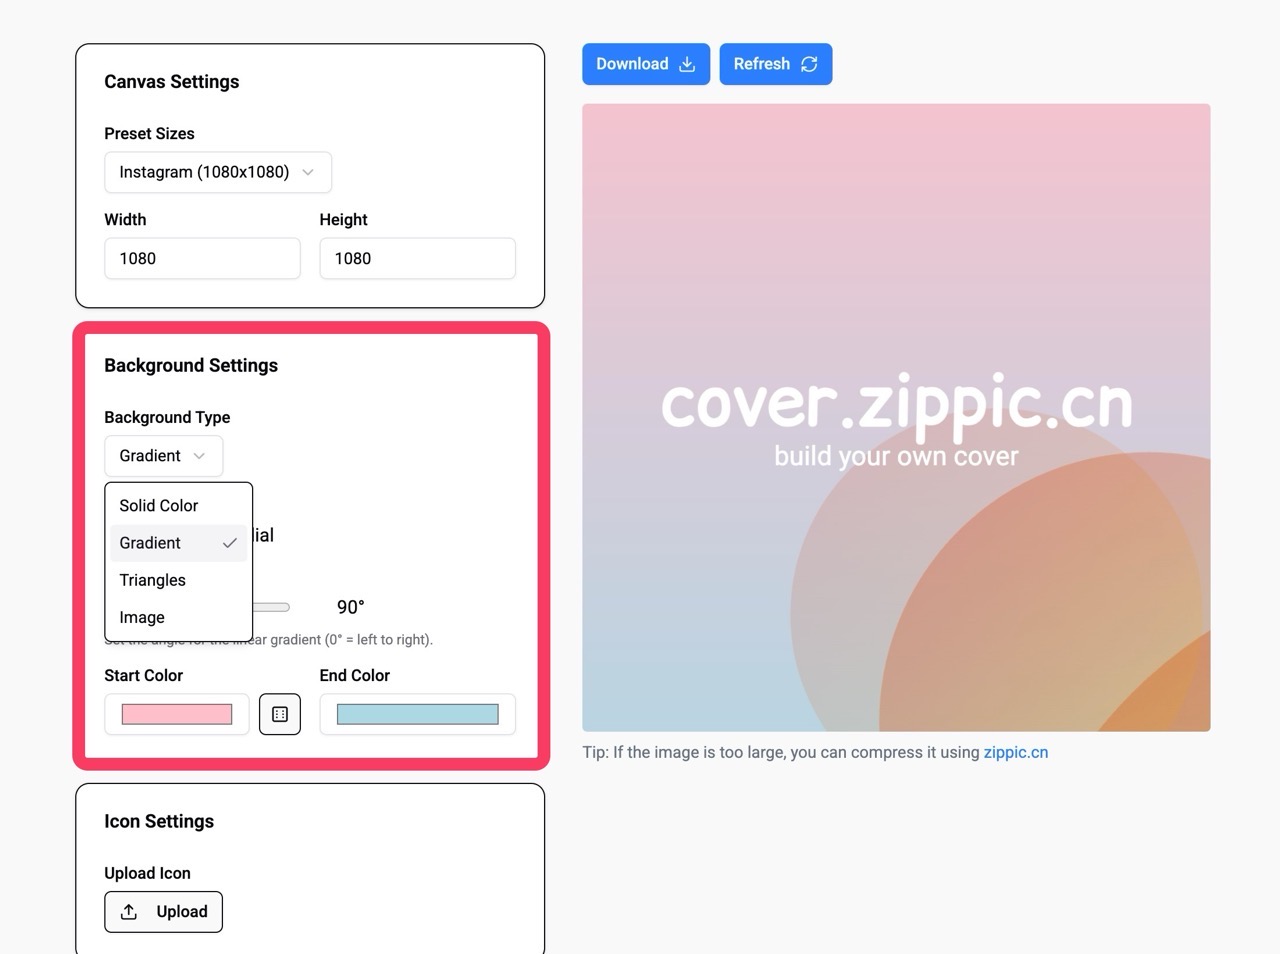 Canvas Settings
Preset Sizes
Instagram (1080x1080)
Width
Height
1080
1080
Background Settings
Background Type
Gradient
Solid Color
Gradient
Triangles
Image
90°
gradient (0° = left to right).
Start Color
End Color
Icon Settings
Upload Icon
Upload
Download
Refresh
cover.zippic.cn
build your own cover
Tip: If the image is too large, you can compress it using zippic.cn